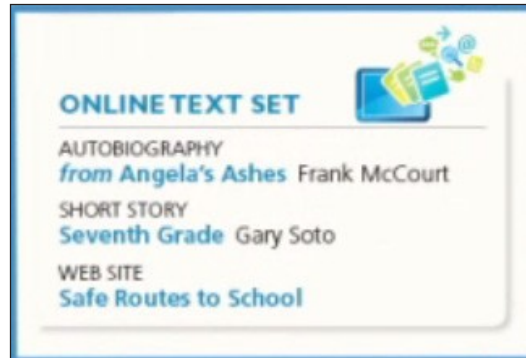 ONLINE TEXT SET
AUTOBIOGRAPHY
from Angela's Ashes Frank McCourt
SHORT STORY
Seventh Grade Gary Soto
WEB SITE
Safe Routes to School